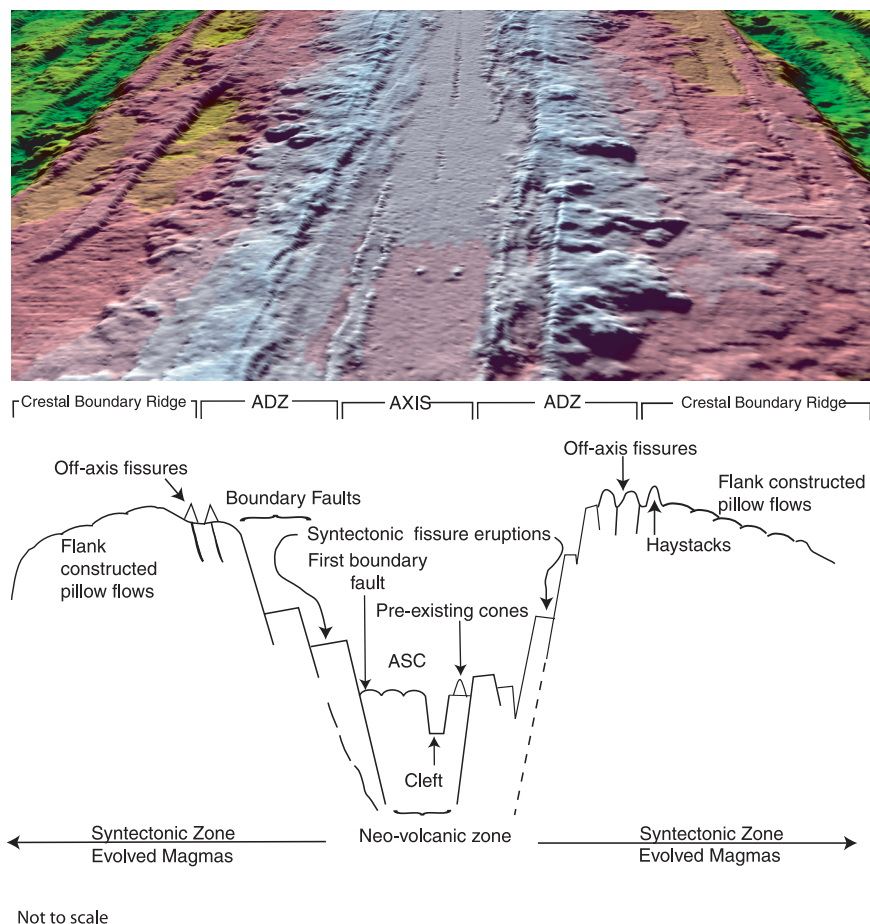 Crestal Boundary Ridge
ADZ
AXIS
ADZ
Crestal Boundary Ridge
Off-axis fissures
Off-axis fissures
Boundary Faults
Flank constructed
pillow flows
Syntectonic fissure eruptions
Flank
constructed
pillow flows
First boundary
fault
Haystacks
Pre-existing cones
ASC
Cleft
Neo-volcanic zone
Syntectonic Zone
Evolved Magmas
Syntectonic Zone
Evolved Magmas
Not to scale